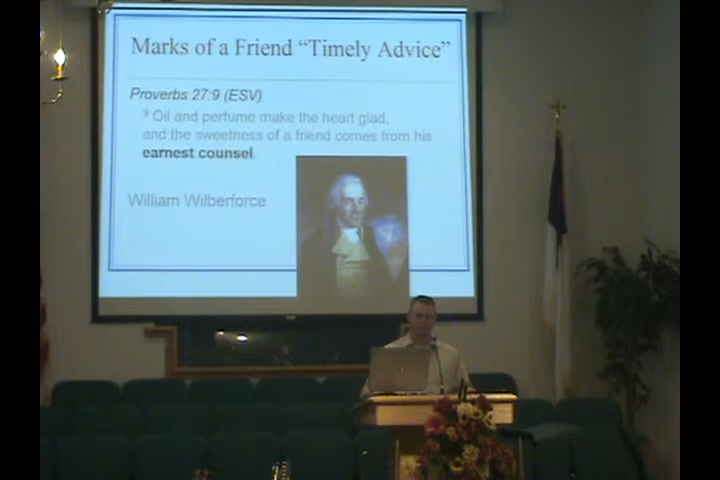 Marks of a Friend “Timely Advice”
Proverbs 27:9 (ESV)
9 Oil and perfume make the heart glad,
and the sweetness of a friend comes from his
earnest counsel.
William Wilberforce